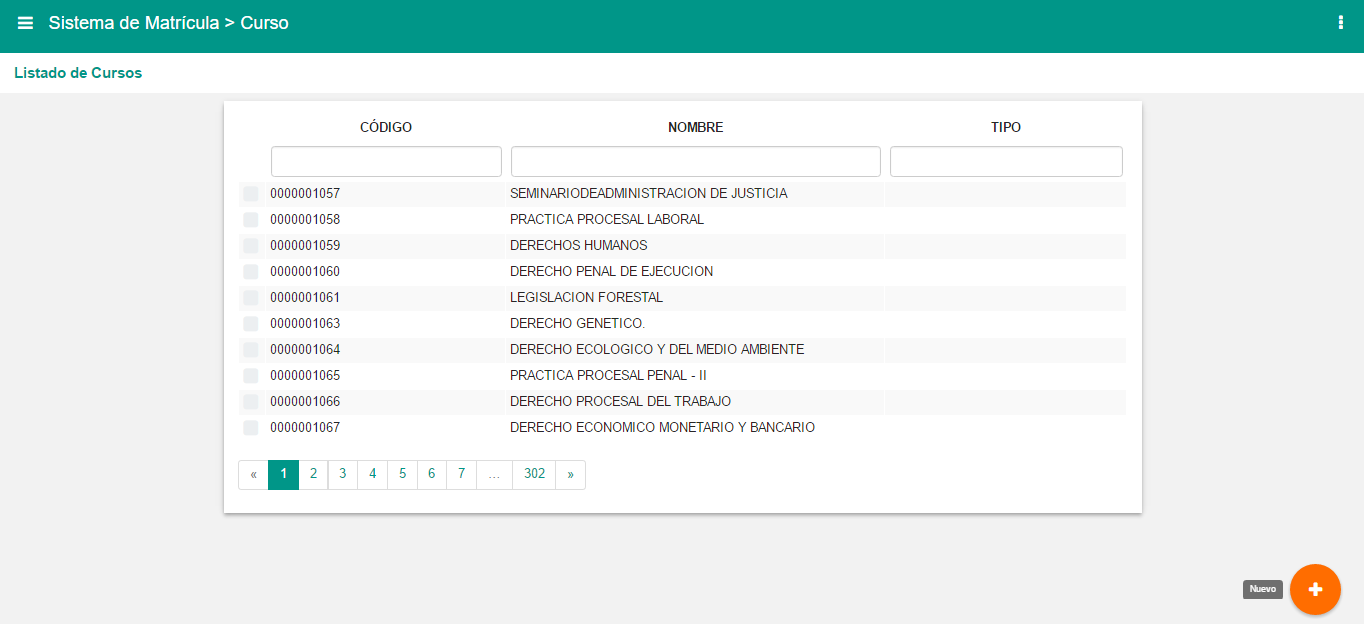 Sistema de Matrícula > Curso
Listado de Cursos
CÓDIGO NOMBRE TIPO
0000001057 SEMINARIODEADMINISTRACION DE JUSTICIA
0000001058 PRACTICA PROCESAL LABORAL
0000001059 DERECHOS HUMANOS
0000001060 DERECHO PENAL DE EJECUCION
0000001061 LEGISLACION FORESTAL
0000001063 DERECHO GENETICO.
0000001064 DERECHO ECOLOGICO Y DEL MEDIO AMBIENTE
0000001065 PRACTICA PROCESAL PENAL - II
0000001066 DERECHO PROCESAL DEL TRABAJO
0000001067 DERECHO ECONOMICO MONETARIO Y BANCARIO
« 1 2 3 4 5 6 7 ... 302 »
Nuevo